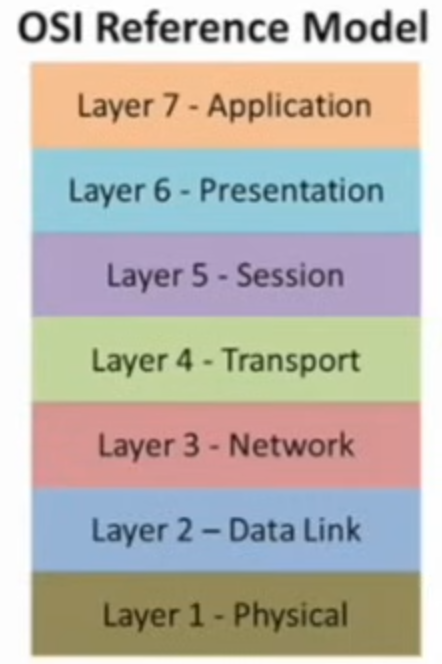 OSI Reference Model
Layer 7 - Application
Layer 6 - Presentation
Layer 5 - Session
Layer 4 - Transport
Layer 3 - Network
Layer 2 – Data Link
Layer 1 - Physical